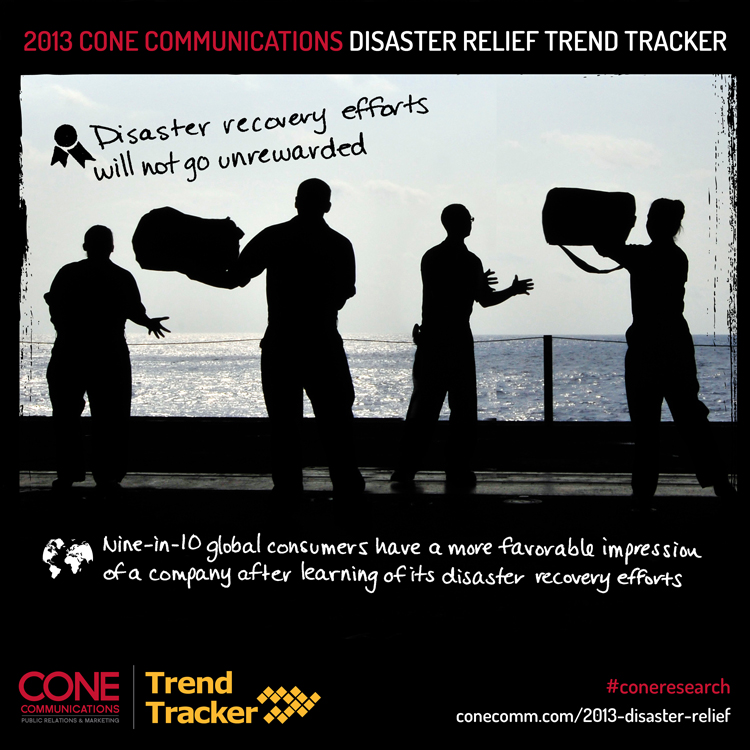 2013 CONE COMMUNICATIONS DISASTER RELIEF TREND TRACKER
Disaster recovery efforts
will not go unrewarded
Nine-in-10 global consumers have a more favorable impression
of a company after learning of its disaster recovery efforts
CONE
COMMUNICATIONS
PUBLIC RELATIONS & MARKETING
Trend
Tracker
#coneresearch
conecomm.com/2013-disaster-relief